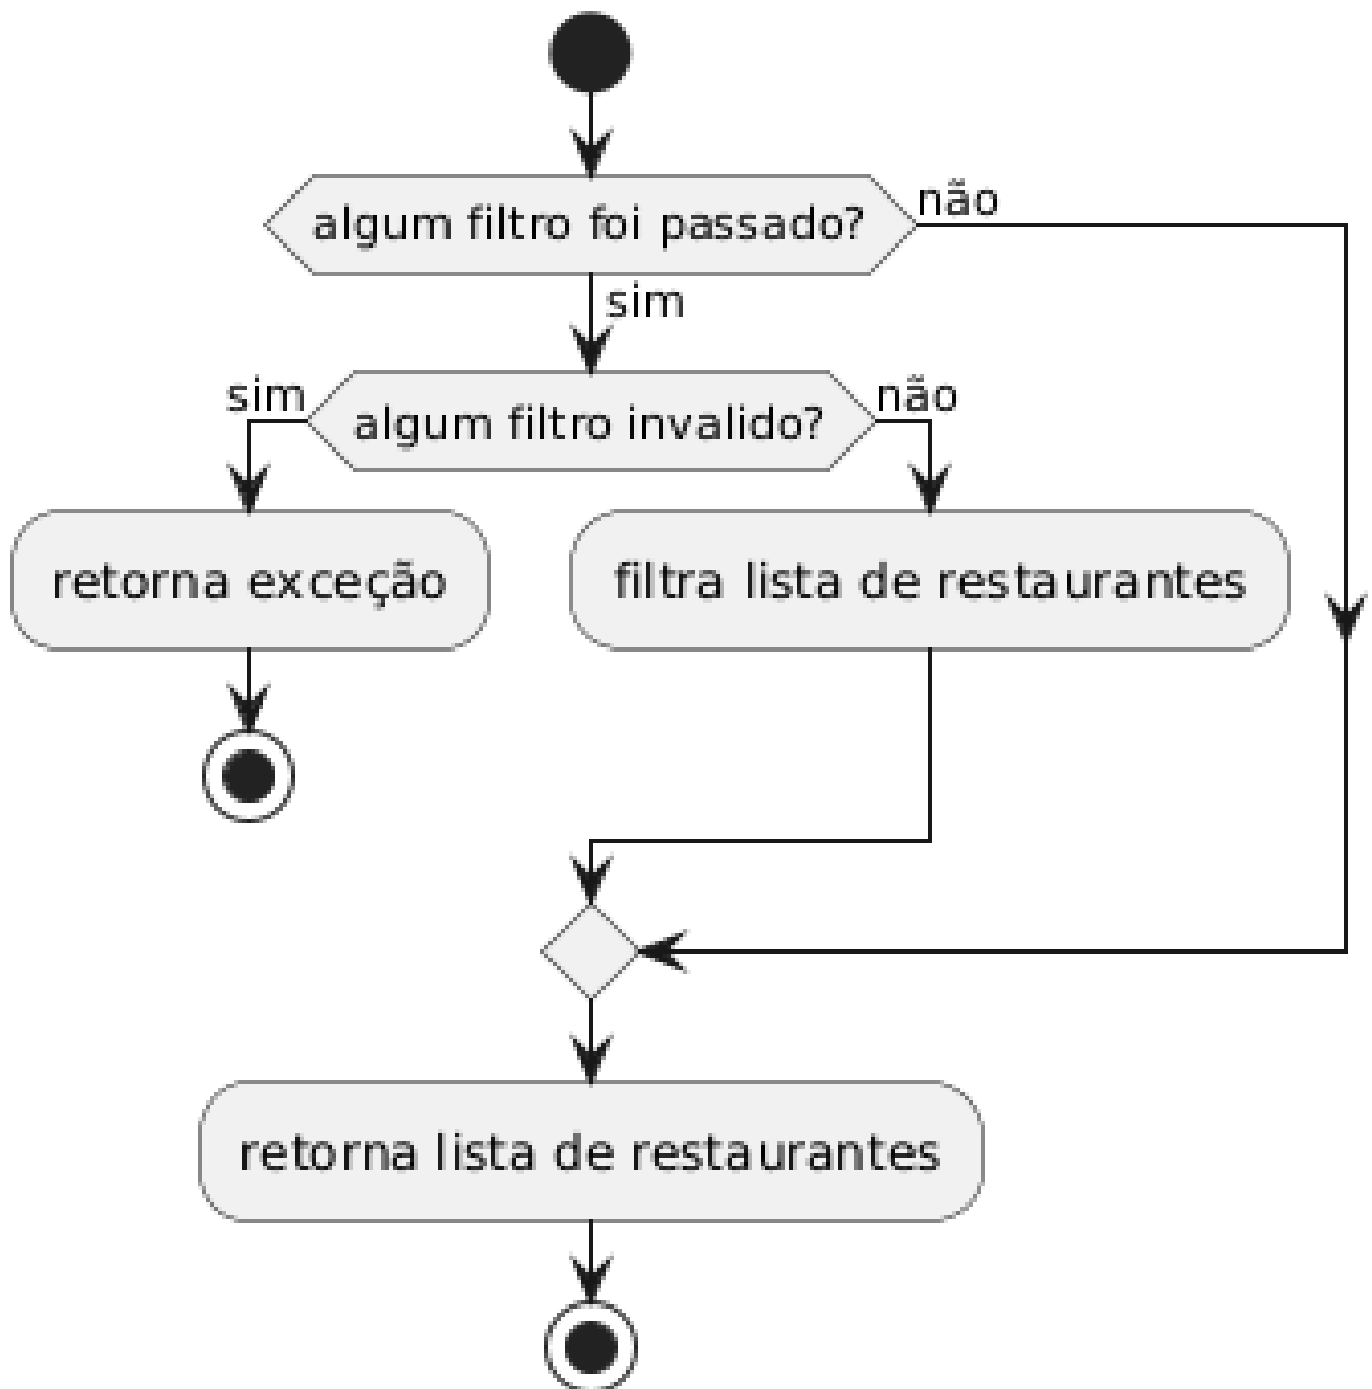 algum filtro foi passado?
não
sim
sim
algum filtro invalido?
não
retorna exceção
filtra lista de restaurantes
retorna lista de restaurantes